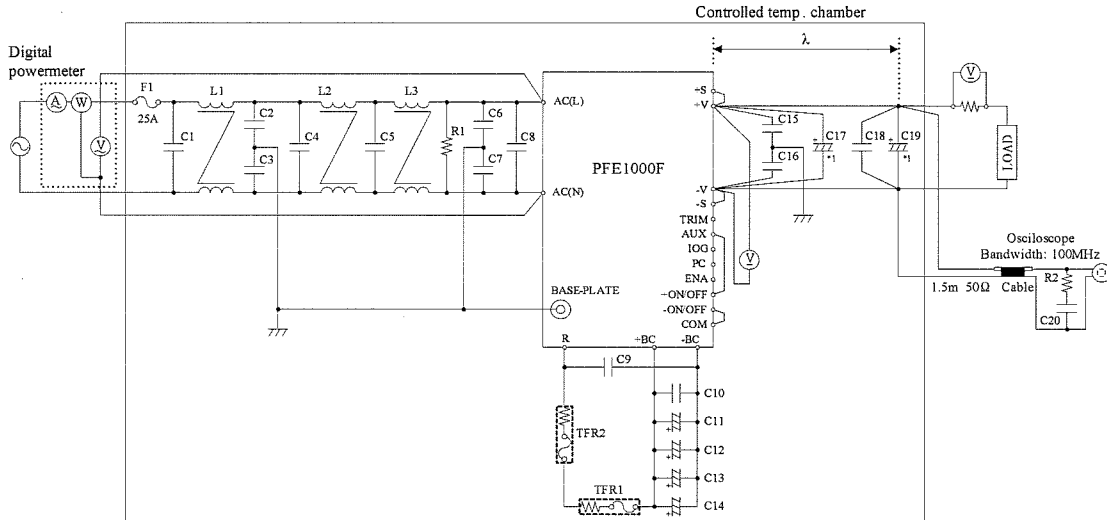 Controlled temp. chamber
λ
Digital
powermeter
A
W
V
F1
25A
L1
L2
L3
C1
C2
C3
C4
C5
R1
C6
C7
C8
AC(L)
AC(N)
PFE1000F
BASE-PLATE
+S
+V
-V
-S
TRIM
AUX
IOG
PC
ENA
+ON/OFF
-ON/OFF
COM
R
+BC
-BC
C15
C16
C17
*1
C18
C19
*1
V
LOAD
V
Osciloscope
Bandwidth: 100MHz
1.5m 50Ω Cable
R2
C20
C9
C10
C11
C12
C13
C14
TFR2
TFR1